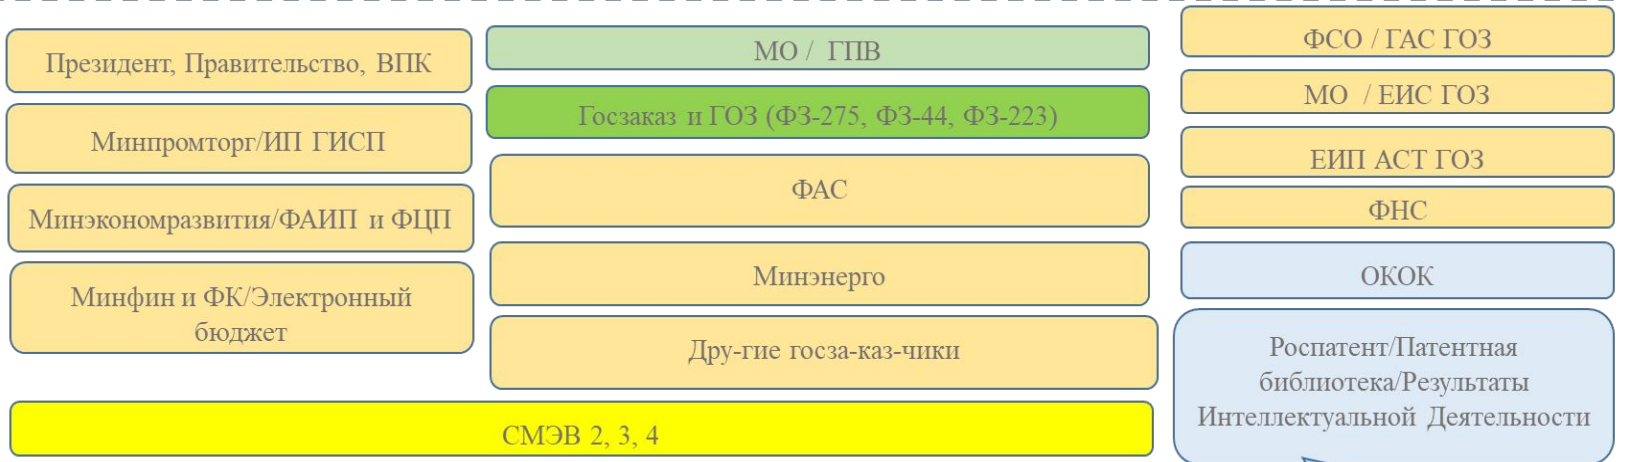 Президент, Правительство, ВПК
Минпромторг/ИП ГИСП
Минэкономразвития/ФАИП и ФЦП
Минфин и ФК/Электронный
бюджет
МО / ГПВ
Госзаказ и ГОЗ (ФЗ-275, ФЗ-44, ФЗ-223)
ФАС
Минэнерго
Дру-гие госза-каз-чики
СМЭВ 2, 3, 4
ФСО / ГАС ГОЗ
МО / ЕИС ГОЗ
ЕИП АСТ ГОЗ
ФНС
ОКОК
Роспатент/Патентная
библиотека/Результаты
Интеллектуальной Деятельности